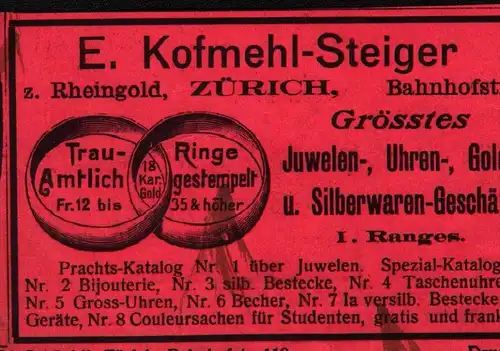 E. Kofmehl-Steiger
z. Rheingold, ZÜRICH, Bahnhofst
Grösstes
Trau- Ringe
Juwelen-, Uhren-, Gold
18 Kar. Gold
Amtlich gestempelt
Fr. 12 bis 35 & höher
u. Silberwaren-Geschä
I. Ranges.
Prachts-Katalog Nr. 1 über Juwelen. Spezial-Katalog
Nr. 2 Bijouterie, Nr. 3 silb. Bestecke, Nr. 4 Taschenuhre
Nr. 5 Gross-Uhren, Nr. 6 Becher, Nr. 7 Ia versilb. Bestecke
Geräte, Nr. 8 Couleursachen für Studenten, gratis und frank